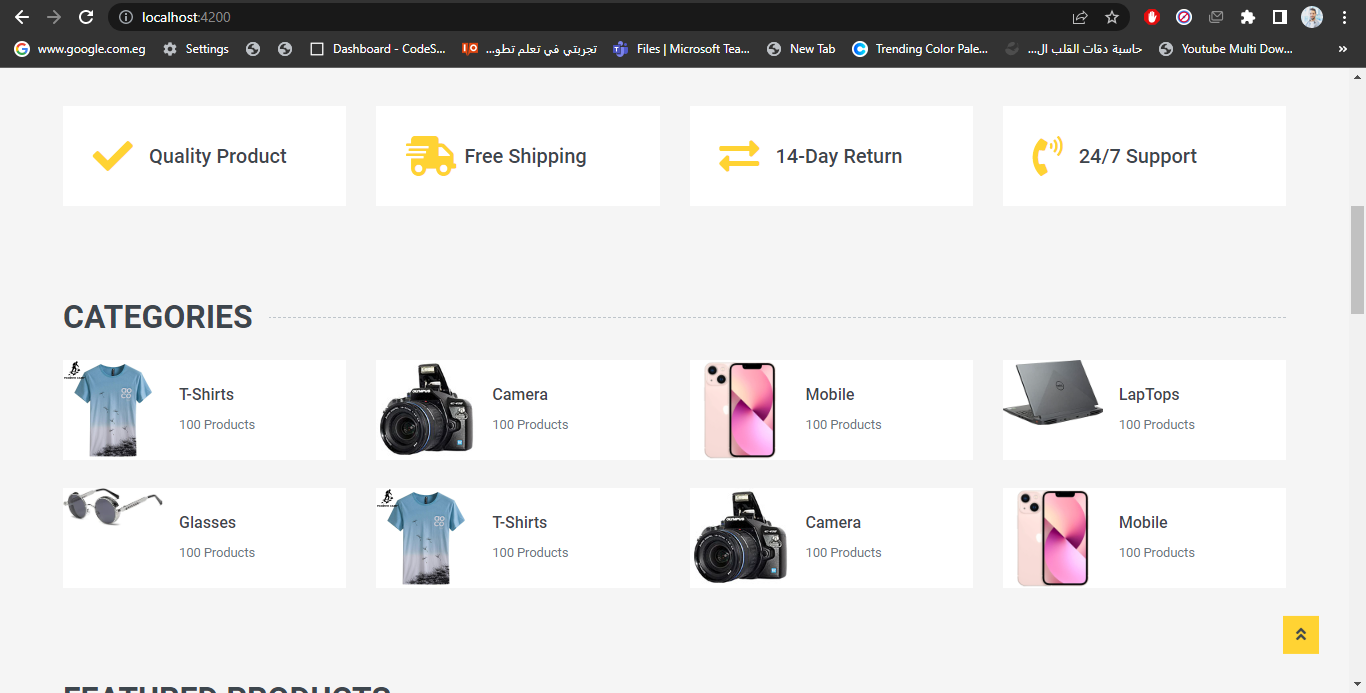 localhost:4200
www.google.com.eg Settings Dashboard - CodeS... تجربتي في تعلم تطو... Files | Microsoft Tea... New Tab Trending Color Pale... حاسبة دقات القلب ال... Youtube Multi Dow... »
Quality Product
Free Shipping
14-Day Return
24/7 Support
CATEGORIES
T-Shirts
100 Products
Camera
100 Products
Mobile
100 Products
LapTops
100 Products
Glasses
100 Products
T-Shirts
100 Products
Camera
100 Products
Mobile
100 Products
FEATURED PRODUCTS